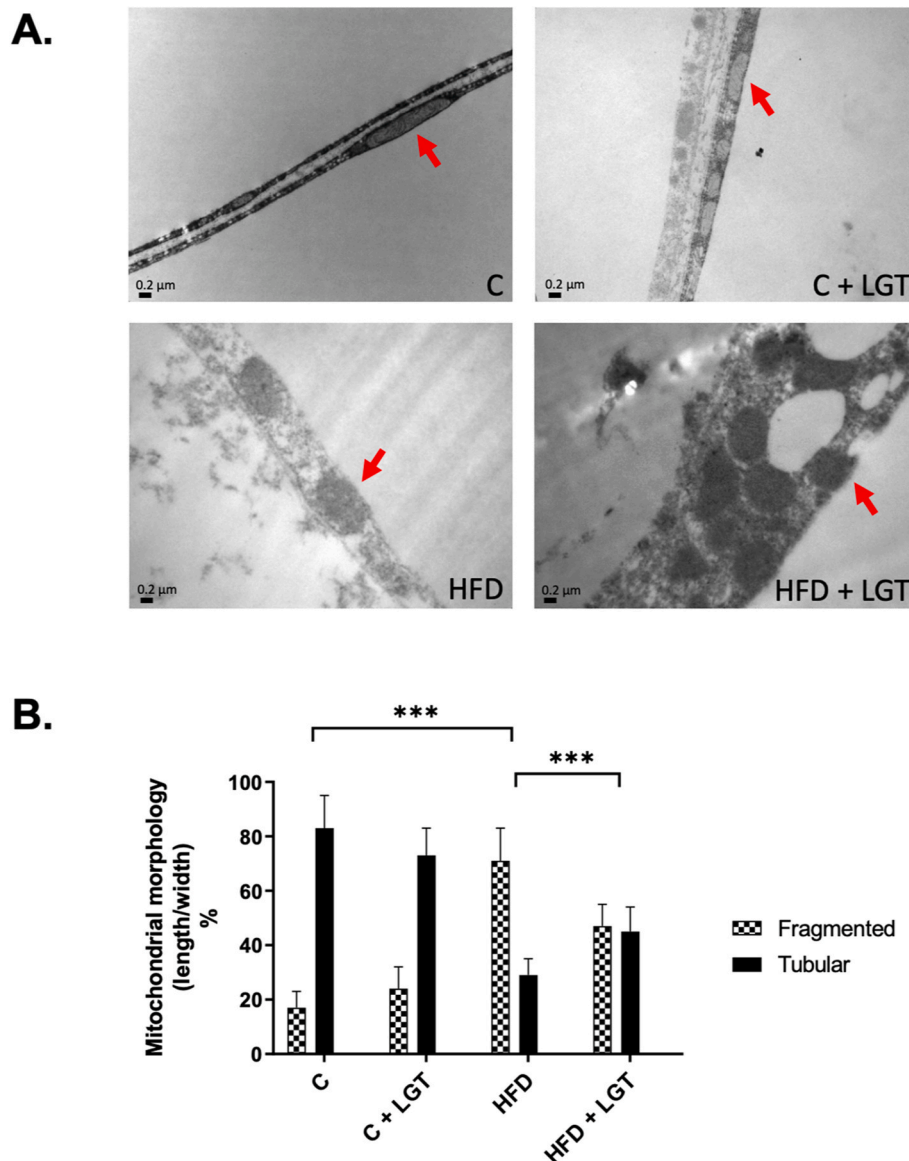 A.
0.2 µm
C
0.2 µm
C + LGT
0.2 µm
HFD
0.2 µm
HFD + LGT
B.
***
***
Mitochondrial morphology
(length/width)
%
100
80
60
40
20
0
C
C + LGT
HFD
HFD + LGT
Fragmented
Tubular